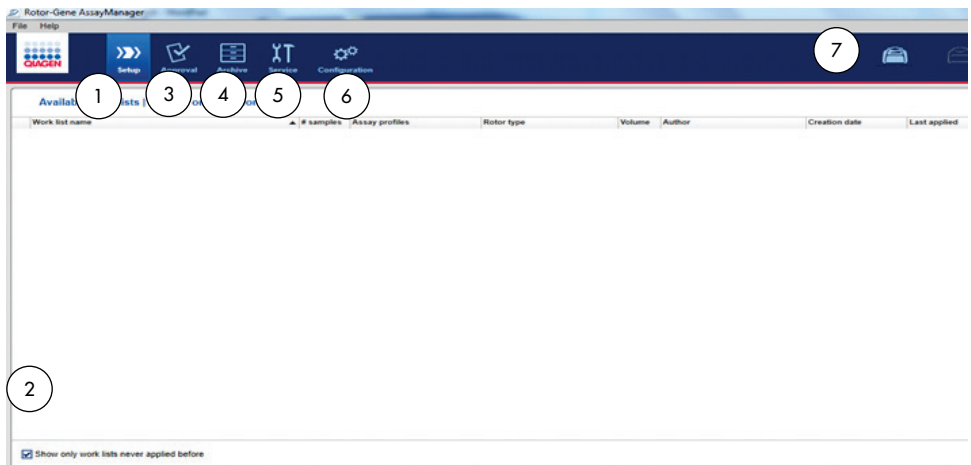 Rotor-Gene AssayManager
File Help
QIAGEN
Setup Approval Archive Service Configuration
7
1 3 4 5 6
Availab ists |
Work list name # samples Assay profiles Rotor type Volume Author Creation date Last applied
2
Show only work lists never applied before